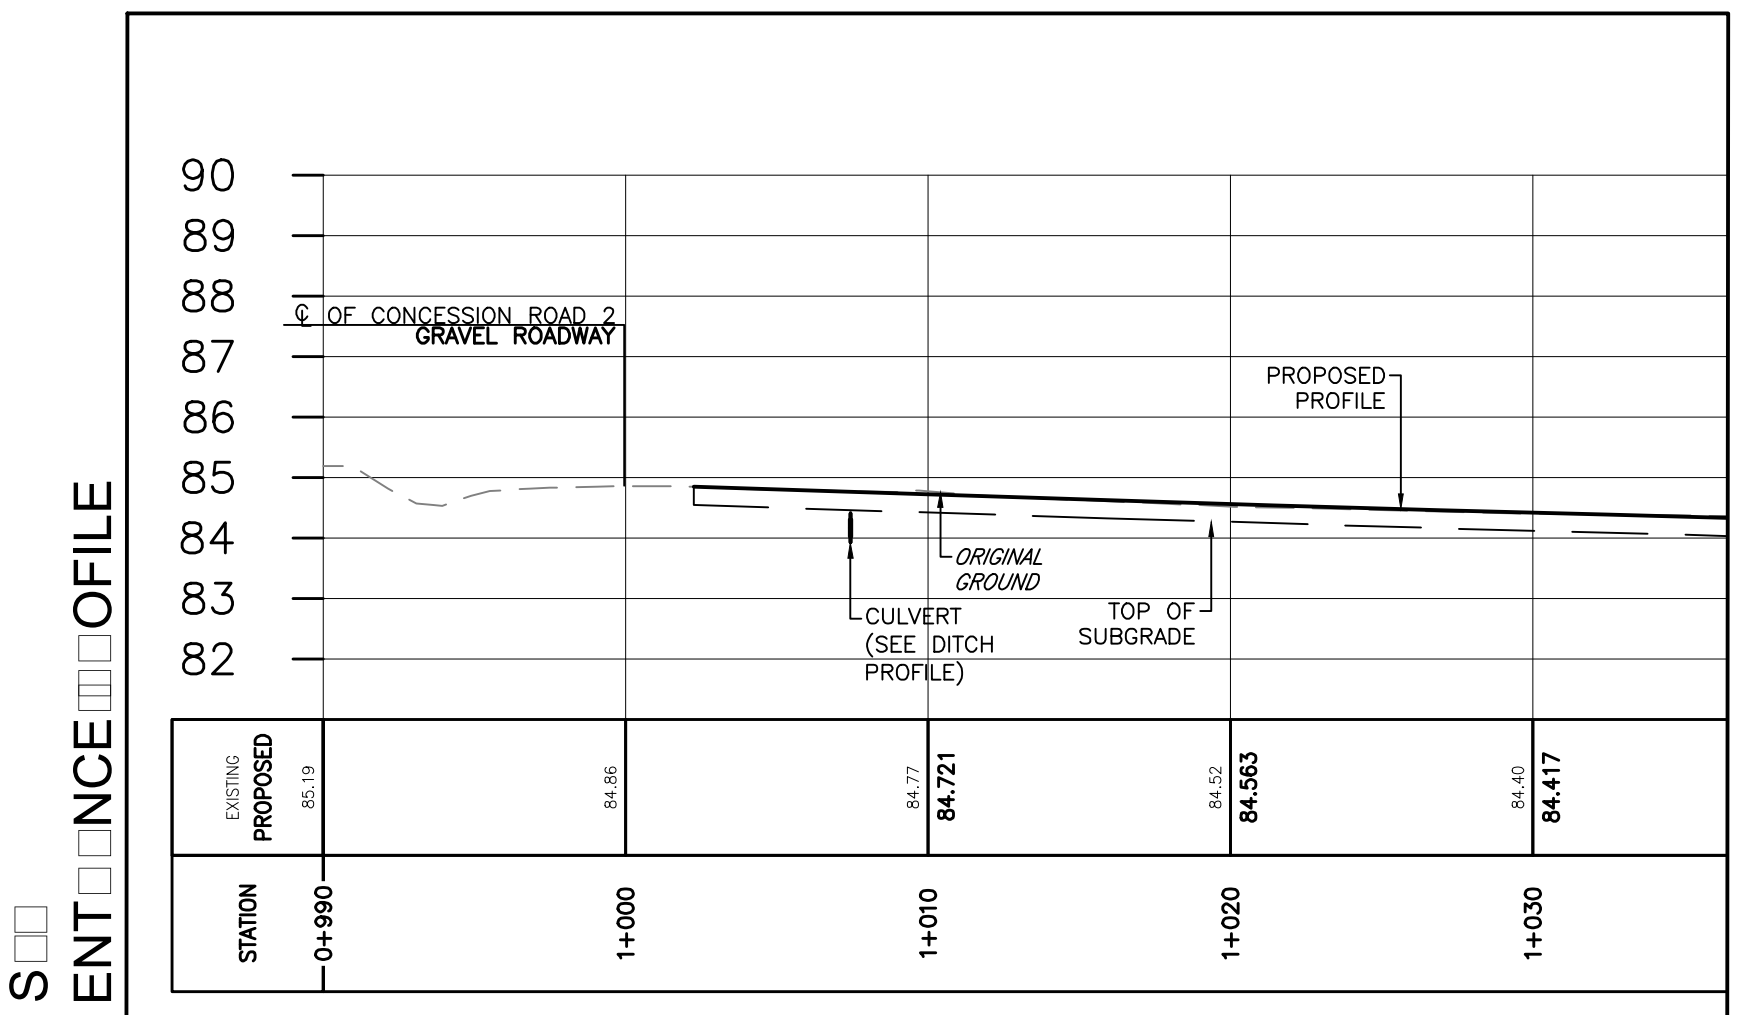 90
89
88
℄ OF CONCESSION ROAD 2
GRAVEL ROADWAY
87
PROPOSED
PROFILE
86
85
84
ORIGINAL
GROUND
83
CULVERT
(SEE DITCH
PROFILE)
TOP OF
SUBGRADE
82
EXISTING
PROPOSED
85.19
84.86
84.77
84.721
84.52
84.563
84.40
84.417
STATION
0+990
1+000
1+010
1+020
1+030